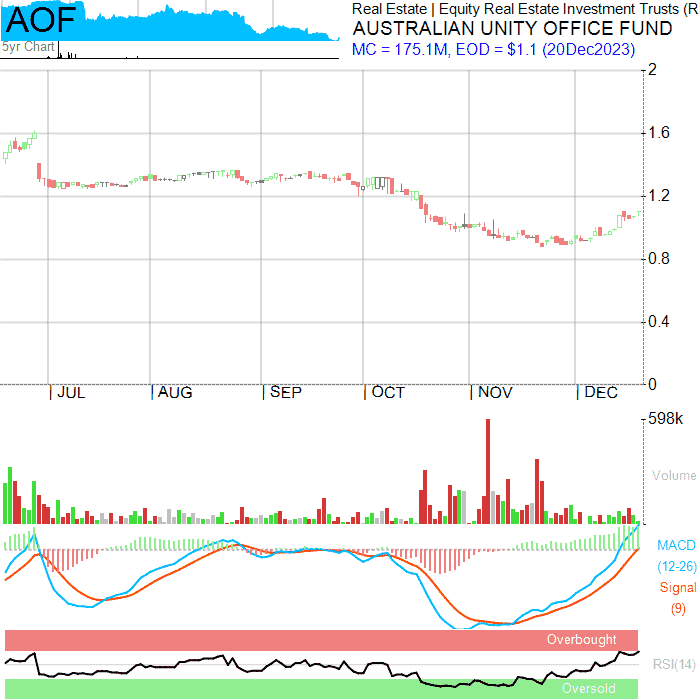 AOF
Real Estate | Equity Real Estate Investment Trusts (R
AUSTRALIAN UNITY OFFICE FUND
5yr Chart
MC = 175.1M, EOD = $1.1 (20Dec2023)
2
1.6
1.2
0.8
0.4
0
JUL AUG SEP OCT NOV DEC
598k
Volume
MACD
(12-26)
Signal
(9)
Overbought
RSI(14)
Oversold